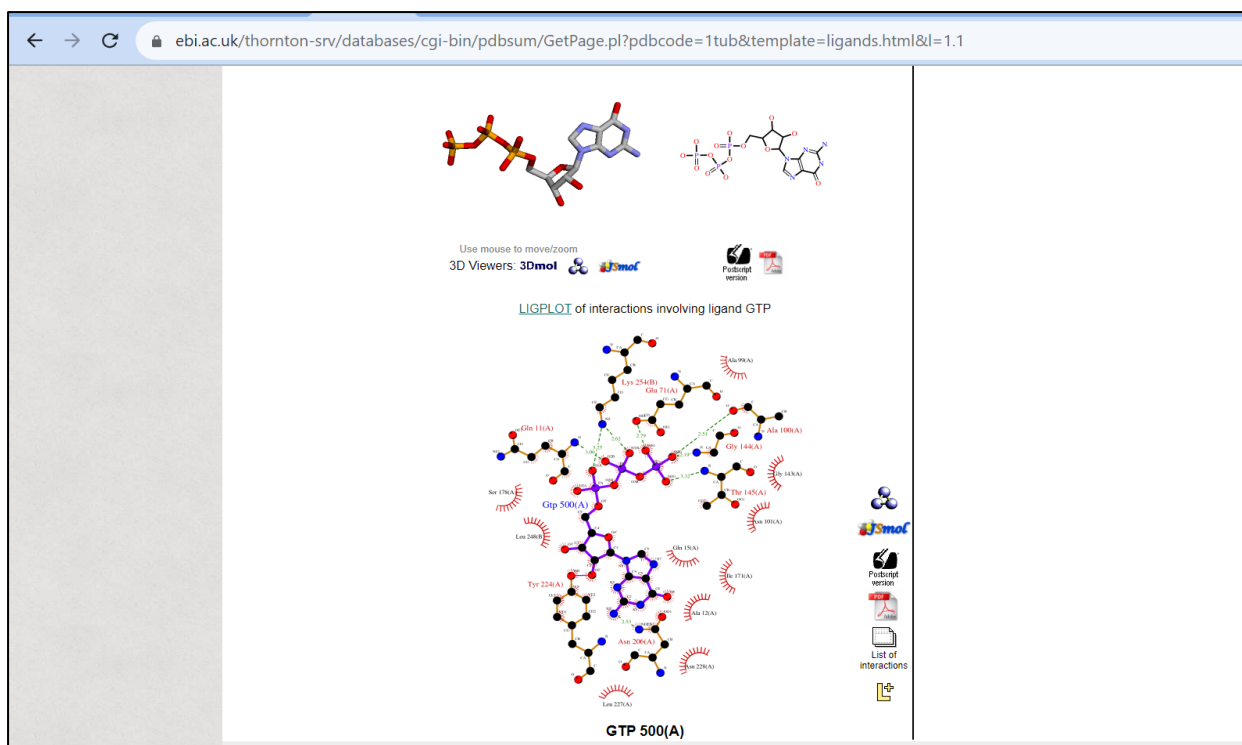 ebi.ac.uk/thornton-srv/databases/cgi-bin/pdbsum/GetPage.pl?pdbcode=1tub&template=ligands.html&l=1.1
Use mouse to move/zoom
3D Viewers: 3Dmol JSmol
Postscript
version
PDF
Adobe
LIGPLOT of interactions involving ligand GTP
Lys 254(B)
Glu 71(A)
Ala 99(A)
Ala 100(A)
Gln 11(A)
Gly 144(A)
Gly 143(A)
Thr 145(A)
Ser 178(A)
Gtp 500(A)
Asn 101(A)
Leu 248(B)
Gln 15(A)
Ile 171(A)
Tyr 224(A)
Ala 12(A)
Asn 206(A)
Asn 228(A)
Leu 227(A)
GTP 500(A)
JSmol
Postscript
version
PDF
Adobe
List of
interactions